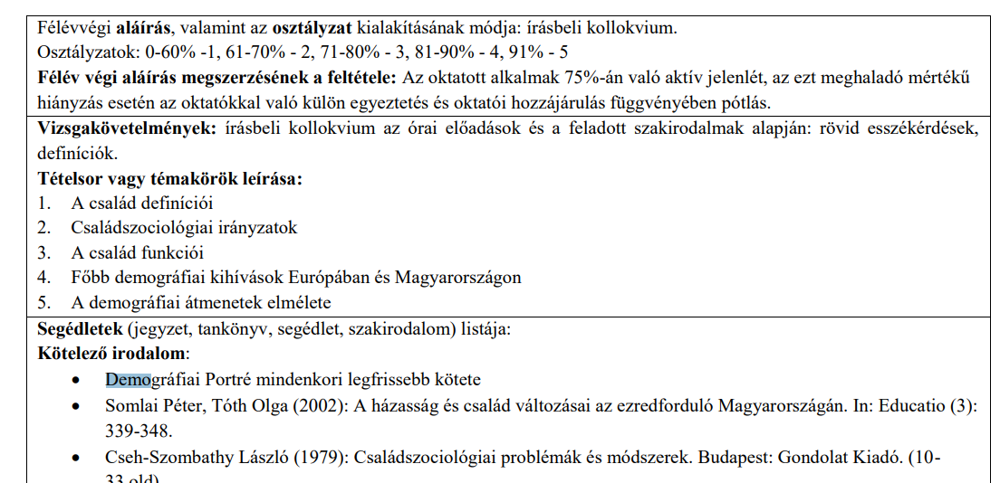 Félévvégi aláírás, valamint az osztályzat kialakításának módja: írásbeli kollokvium.
Osztályzatok: 0-60% -1, 61-70% - 2, 71-80% - 3, 81-90% - 4, 91% - 5
Félév végi aláírás megszerzésének a feltétele: Az oktatott alkalmak 75%-án való aktív jelenlét, az ezt meghaladó mértékű
hiányzás esetén az oktatókkal való külön egyeztetés és oktatói hozzájárulás függvényében pótlás.
Vizsgakövetelmények: írásbeli kollokvium az órai előadások és a feladott szakirodalmak alapján: rövid esszékérdések,
definíciók.
Tételsor vagy témakörök leírása:
1. A család definíciói
2. Családszociológiai irányzatok
3. A család funkciói
4. Főbb demográfiai kihívások Európában és Magyarországon
5. A demográfiai átmenetek elmélete
Segédletek (jegyzet, tankönyv, segédlet, szakirodalom) listája:
Kötelező irodalom:
• Demográfiai Portré mindenkori legfrissebb kötete
• Somlai Péter, Tóth Olga (2002): A házasság és család változásai az ezredforduló Magyarországán. In: Educatio (3):
339-348.
• Cseh-Szombathy László (1979): Családszociológiai problémák és módszerek. Budapest: Gondolat Kiadó. (10-
33.old)